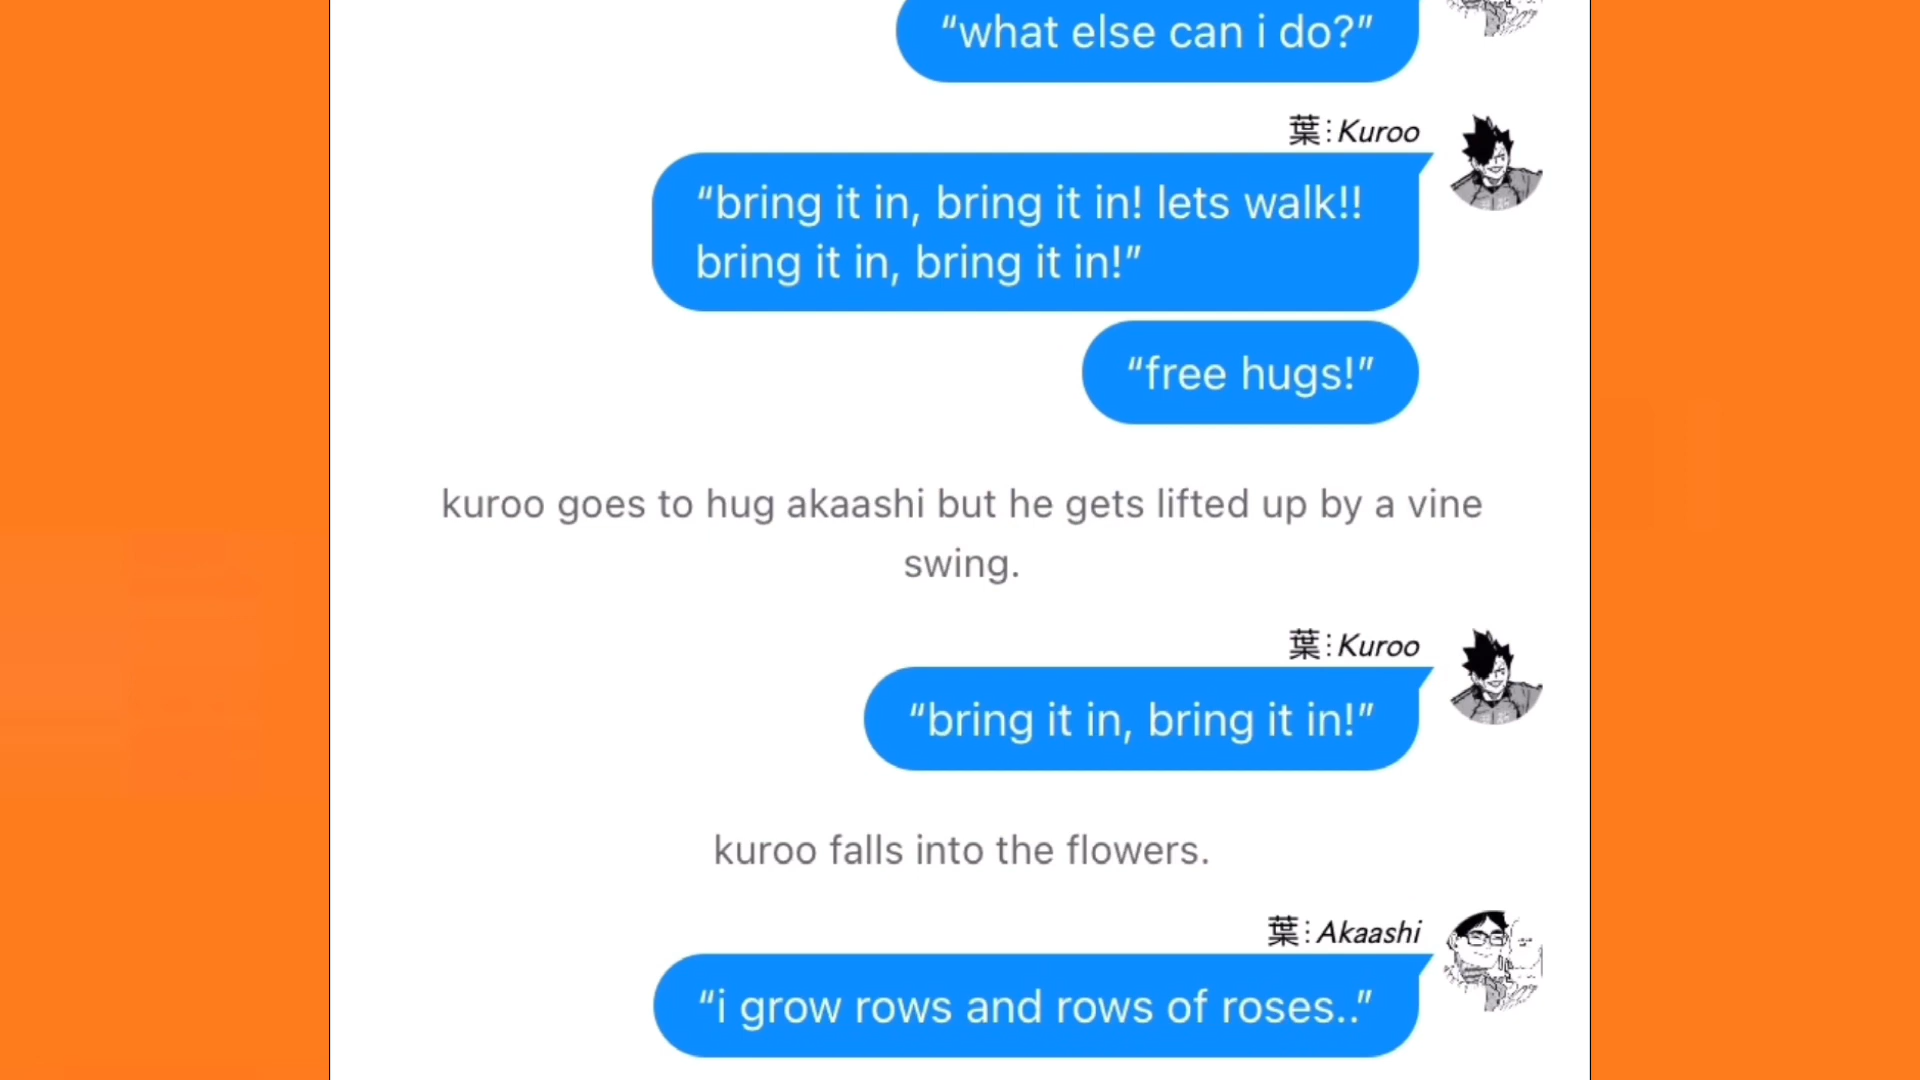 “what else can i do?”
葉⋮Kuroo
“bring it in, bring it in! lets walk!!
bring it in, bring it in!”
“free hugs!”
kuroo goes to hug akaashi but he gets lifted up by a vine
swing.
葉⋮Kuroo
“bring it in, bring it in!”
kuroo falls into the flowers.
葉⋮Akaashi
“i grow rows and rows of roses..”